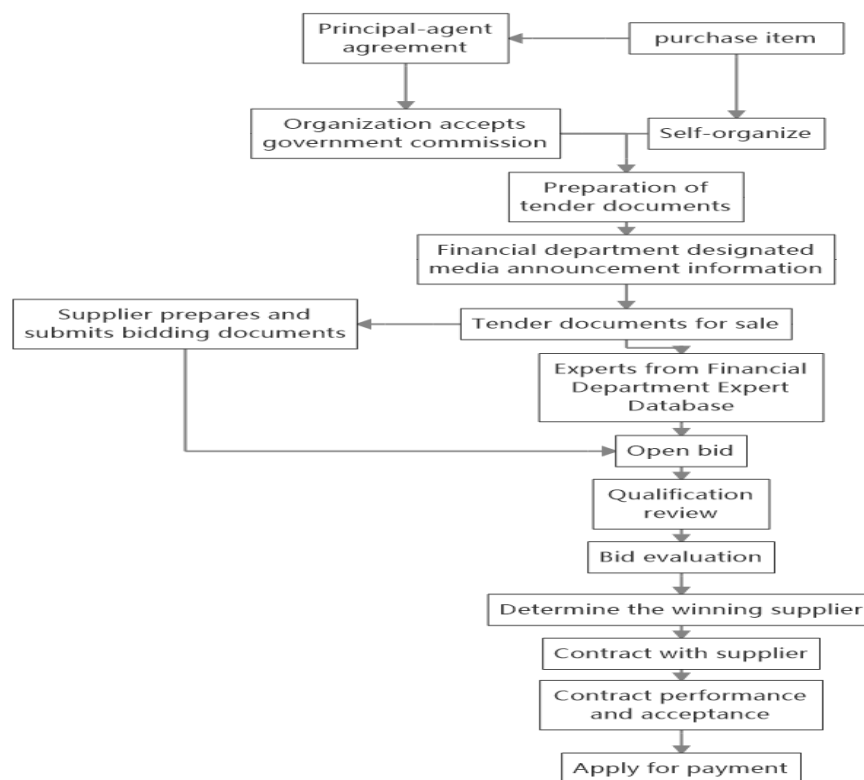 Principal-agent
agreement
purchase item
Organization accepts
government commission
Self-organize
Preparation of
tender documents
Financial department designated
media announcement information
Supplier prepares and
submits bidding documents
Tender documents for sale
Experts from Financial
Department Expert
Database
Open bid
Qualification
review
Bid evaluation
Determine the winning supplier
Contract with supplier
Contract performance
and acceptance
Apply for payment